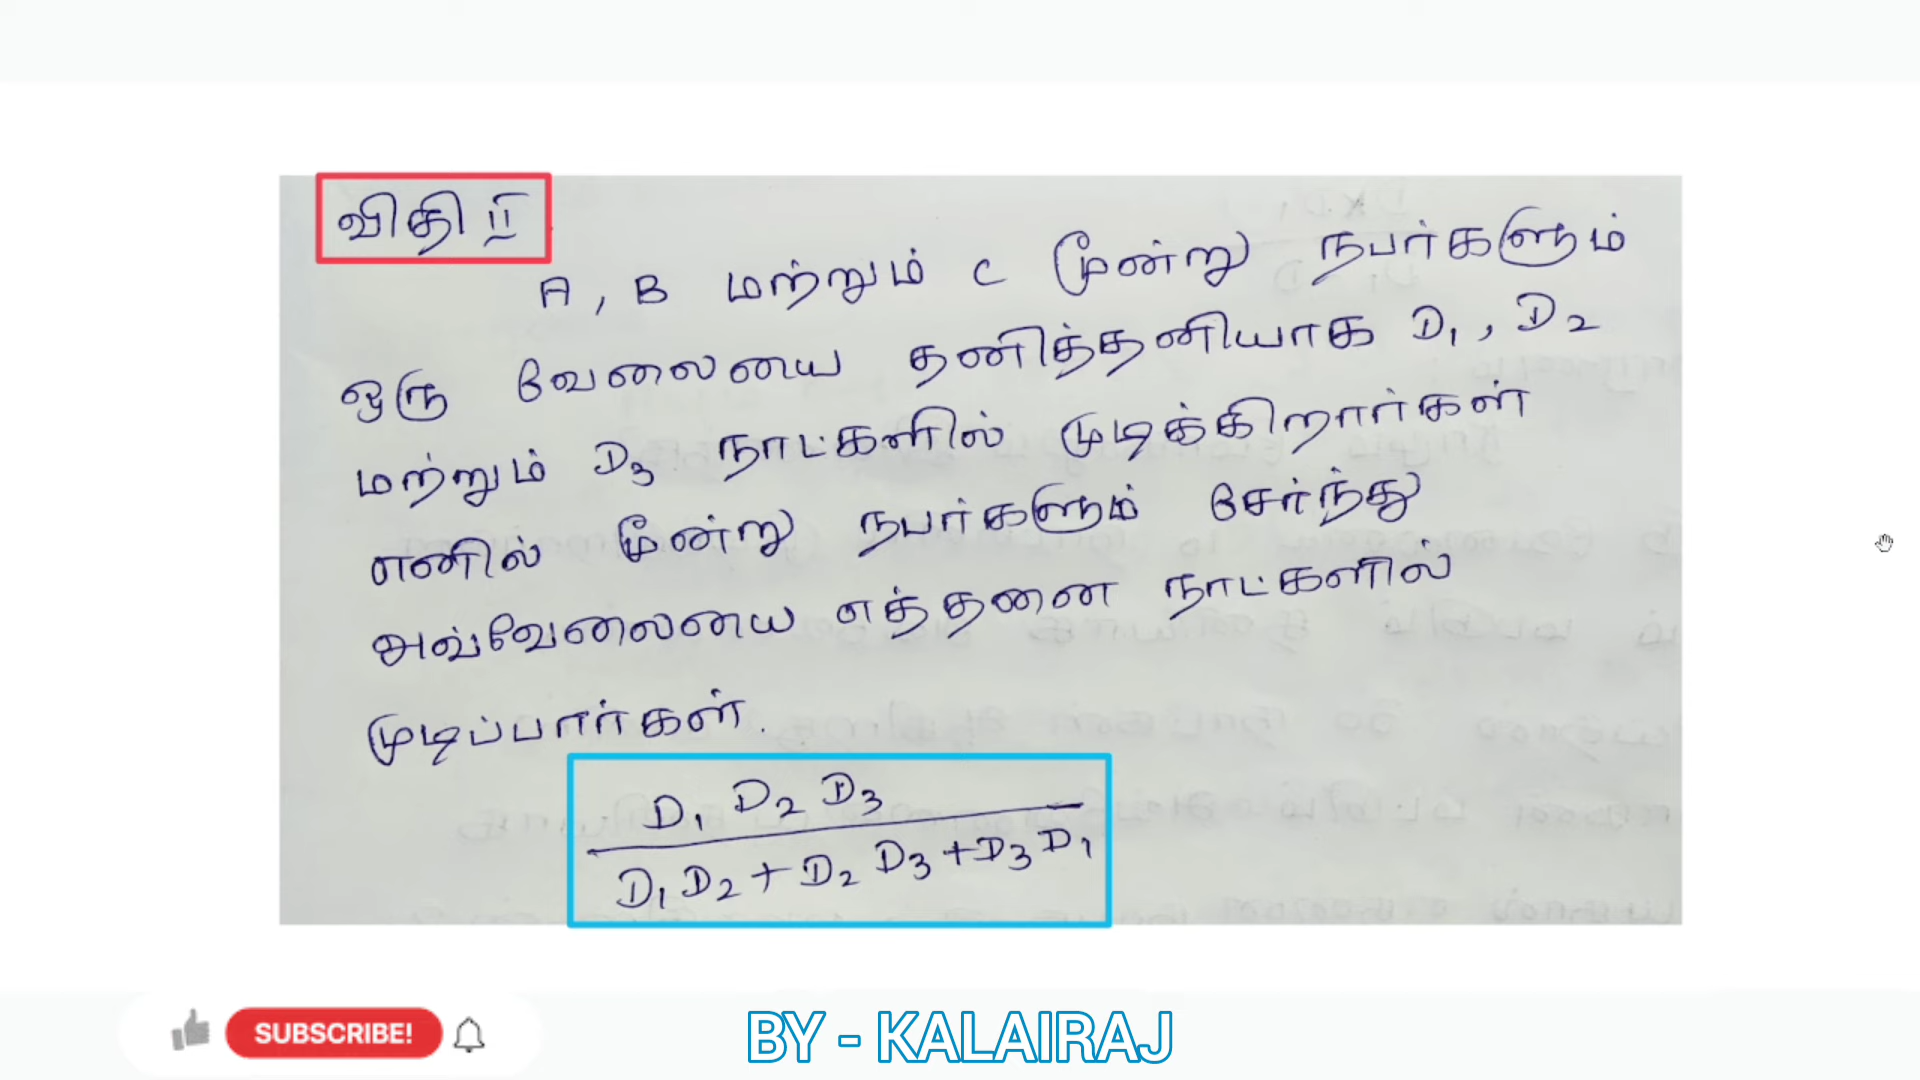 விதி II
A, B மற்றும் C மூன்று நபர்களும்
ஒரு வேலையை தனித்தனியாக D₁, D₂
மற்றும் D₃ நாட்களில் முடிக்கிறார்கள்
எனில் மூன்று நபர்களும் சேர்ந்து
அவ்வேலையை எத்தனை நாட்களில்
முடிப்பார்கள்.
D₁ D₂ D₃
D₁ D₂ + D₂ D₃ + D₃ D₁
SUBSCRIBE!
BY - KALAIRAJ